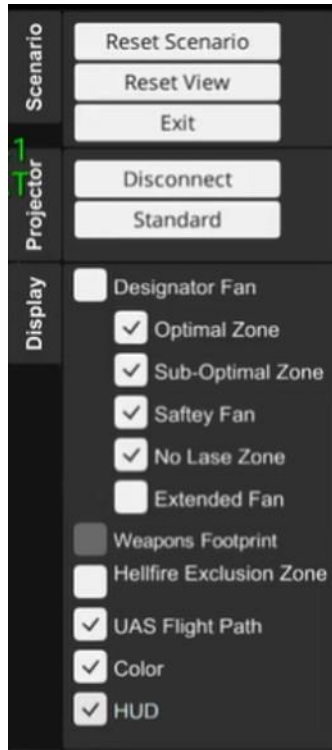 Scenario
Reset Scenario
Reset View
Exit
1
T
Projector
Disconnect
Standard
Display
Designator Fan
Optimal Zone
Sub-Optimal Zone
Saftey Fan
No Lase Zone
Extended Fan
Weapons Footprint
Hellfire Exclusion Zone
UAS Flight Path
Color
HUD